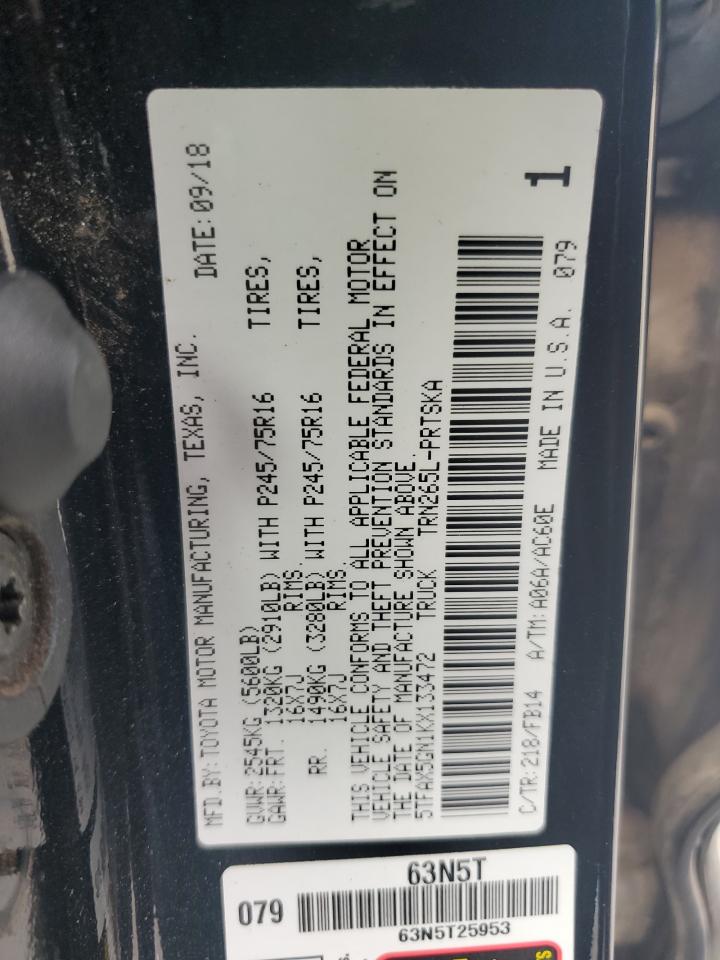 MFD.BY:TOYOTA MOTOR MANUFACTURING, TEXAS, INC. DATE:09/18
GVWR:2545KG (5600LB)
GAWR:FRT. 1320KG (2910LB) WITH P245/75R16 TIRES,
16X7J RIMS.
RR. 1490KG (3280LB) WITH P245/75R16 TIRES,
16X7J RIMS.
THIS VEHICLE CONFORMS TO ALL APPLICABLE FEDERAL MOTOR
VEHICLE SAFETY AND THEFT PREVENTION STANDARDS IN EFFECT ON
THE DATE OF MANUFACTURE SHOWN ABOVE.
5TFAX5GN1KX133472 TRUCK TRN265L-PRTSKA
C/TR:218/FB14 A/TM:A06A/AC60E MADE IN U.S.A. 079
1
63N5T
079
63N5T25953